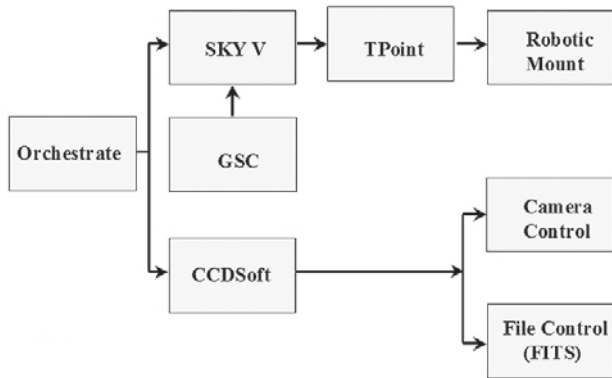 SKY V
TPoint
Robotic
Mount
Orchestrate
GSC
CCDSoft
Camera
Control
File Control
(FITS)